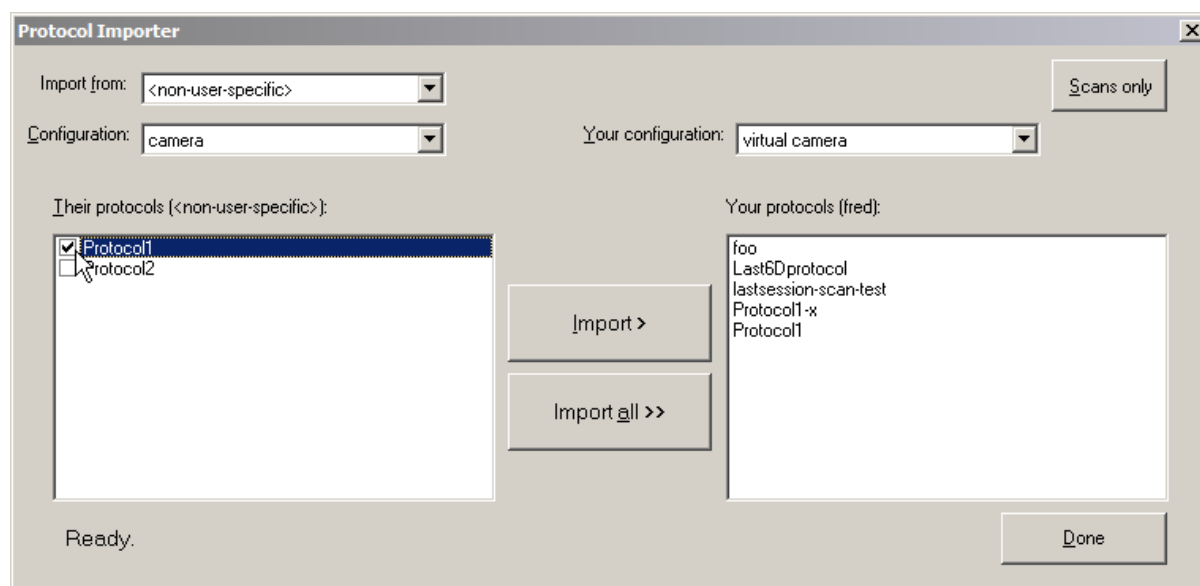 Protocol Importer
Import from: <non-user-specific>
Scans only
Configuration: camera
Your configuration: virtual camera
Their protocols (<non-user-specific>):
Protocol1
Protocol2
Import >
Import all >>
Your protocols (fred):
foo
Last6Dprotocol
lastsession-scan-test
Protocol1-x
Protocol1
Ready.
Done